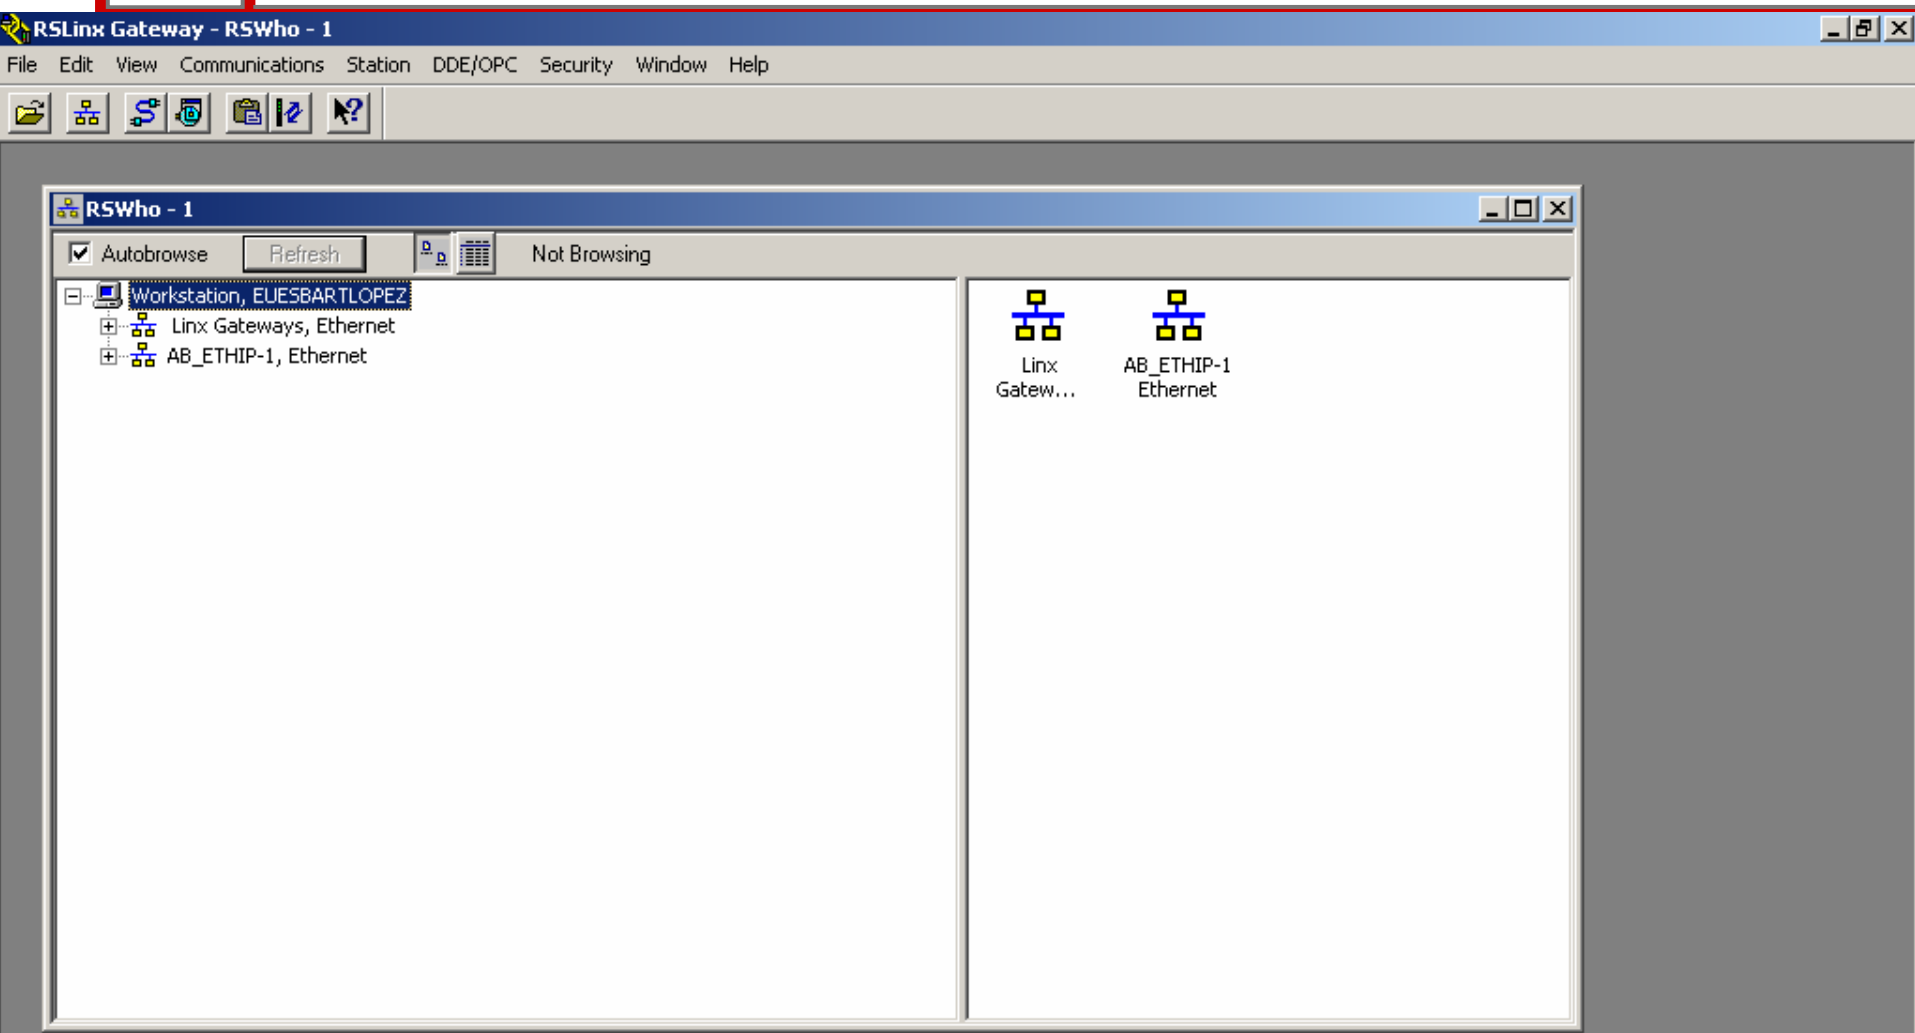 RSLinx Gateway - RSWho - 1
File Edit View Communications Station DDE/OPC Security Window Help
RSWho - 1
Autobrowse Refresh Not Browsing
Workstation, EUESBARTLOPEZ
Linx Gateways, Ethernet
AB_ETHIP-1, Ethernet
Linx
Gatew...
AB_ETHIP-1
Ethernet